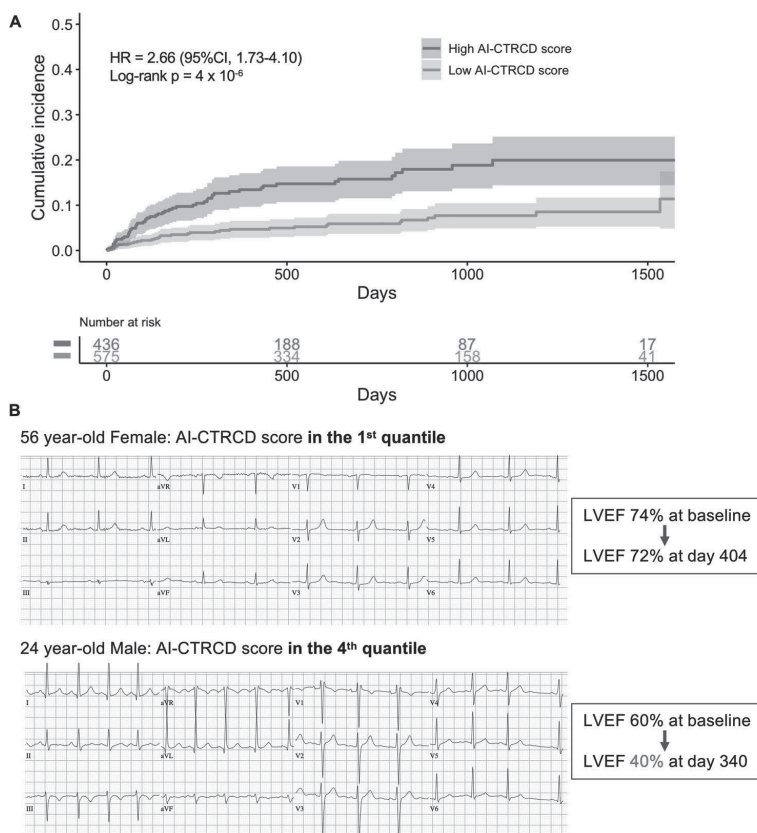 A
0.5
0.4
0.3
0.2
0.1
0.0
Cumulative incidence
HR = 2.66 (95%CI, 1.73-4.10)
Log-rank p = 4 x 10⁻⁶
High AI-CTRCD score
Low AI-CTRCD score
0 500 1000 1500
Days
Number at risk
436 188 87 17
575 334 158 41
0 500 1000 1500
Days
B
56 year-old Female: AI-CTRCD score in the 1st quantile
I aVR V1 V4
II aVL V2 V5
III aVF V3 V6
LVEF 74% at baseline
LVEF 72% at day 404
24 year-old Male: AI-CTRCD score in the 4th quantile
I aVR V1 V4
II aVL V2 V5
III aVF V3 V6
LVEF 60% at baseline
LVEF 40% at day 340